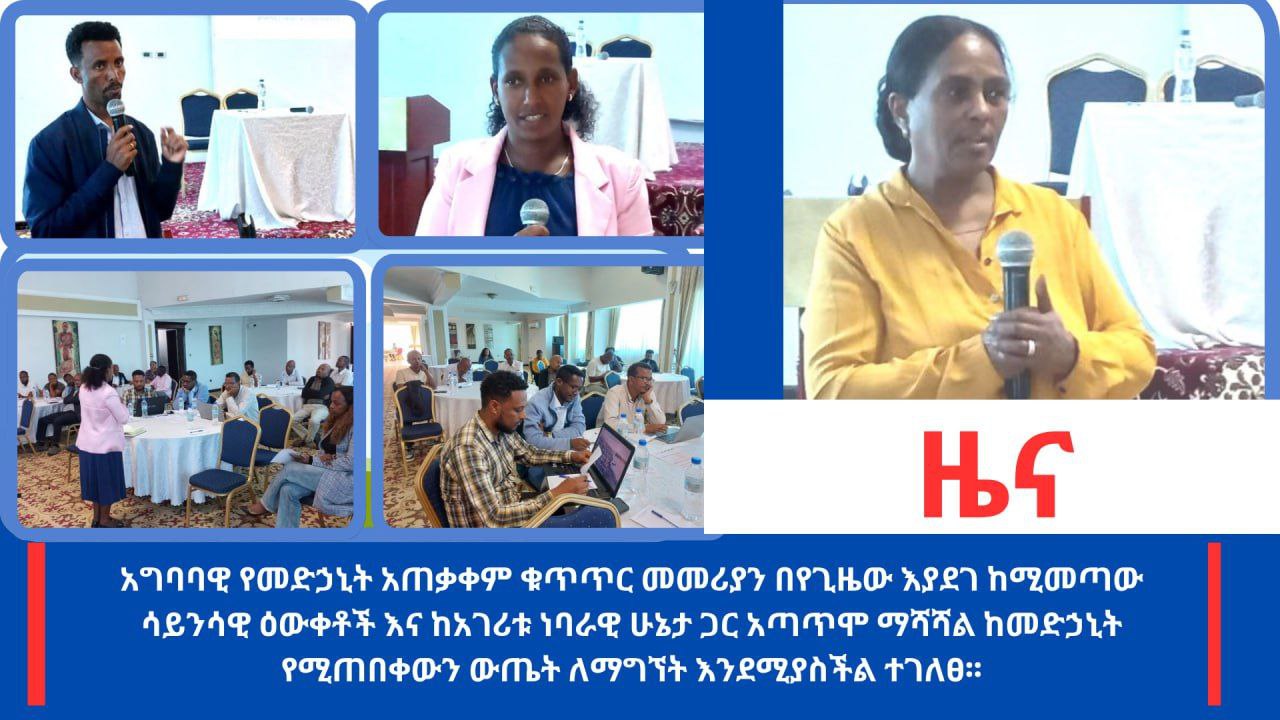 ዜና
አግባባዊ የመድኃኒት አጠቃቀም ቁጥጥር መመሪያን በየጊዜው እያደገ ከሚመጣው
ሳይንሳዊ ዕውቀቶች እና ከአገሪቱ ነባራዊ ሁኔታ ጋር አጣጥሞ ማሻሻል ከመድኃኒት
የሚጠበቀውን ውጤት ለማግኘት እንደሚያስችል ተገለፀ።